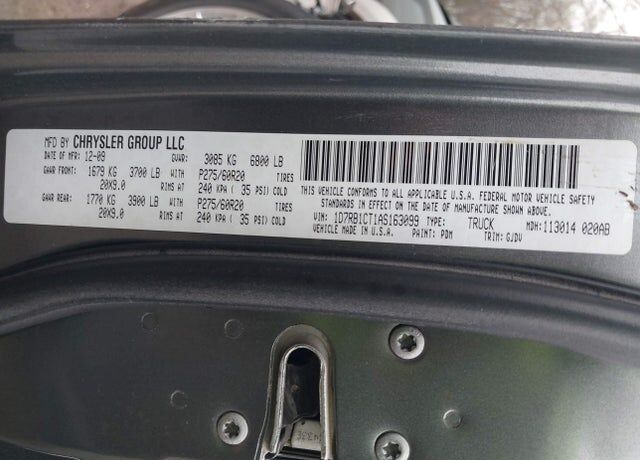 MFD BY CHRYSLER GROUP LLC
DATE OF MFR: 12-09 GVWR: 3085 KG 6800 LB
GAWR FRONT: 1679 KG 3700 LB WITH P275/60R20 TIRES
20X9.0 RIMS AT 240 KPA ( 35 PSI) COLD
GAWR REAR: 1770 KG 3900 LB WITH P275/60R20 TIRES
20X9.0 RIMS AT 240 KPA ( 35 PSI) COLD
THIS VEHICLE CONFORMS TO ALL APPLICABLE U.S.A. FEDERAL MOTOR VEHICLE SAFETY
STANDARDS IN EFFECT ON THE DATE OF MANUFACTURE SHOWN ABOVE.
VIN: 1D7RB1CT1AS163099 TYPE: TRUCK MDH: 113014 020AB
VEHICLE MADE IN U.S.A. PAINT: PDM TRIM: GJDV